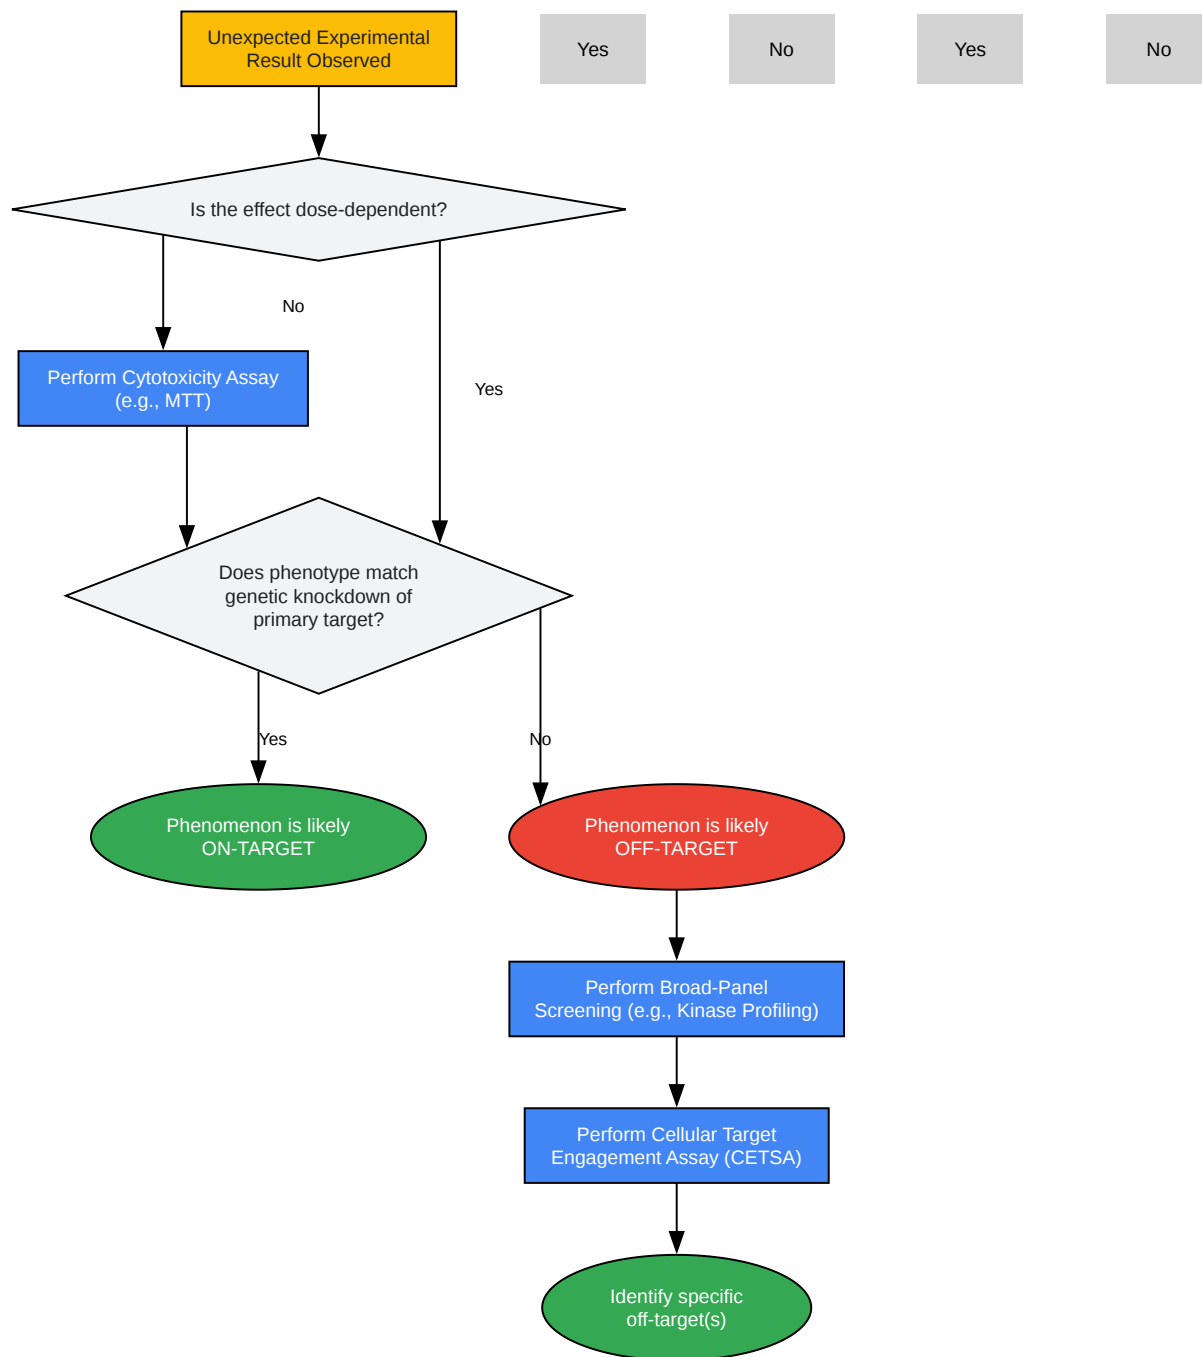 Unexpected Experimental
Result Observed
Yes
No
Yes
No
Is the effect dose-dependent?
No
Perform Cytotoxicity Assay
(e.g., MTT)
Yes
Does phenotype match
genetic knockdown of
primary target?
Yes
No
Phenomenon is likely
ON-TARGET
Phenomenon is likely
OFF-TARGET
Perform Broad-Panel
Screening (e.g., Kinase Profiling)
Perform Cellular Target
Engagement Assay (CETSA)
Identify specific
off-target(s)